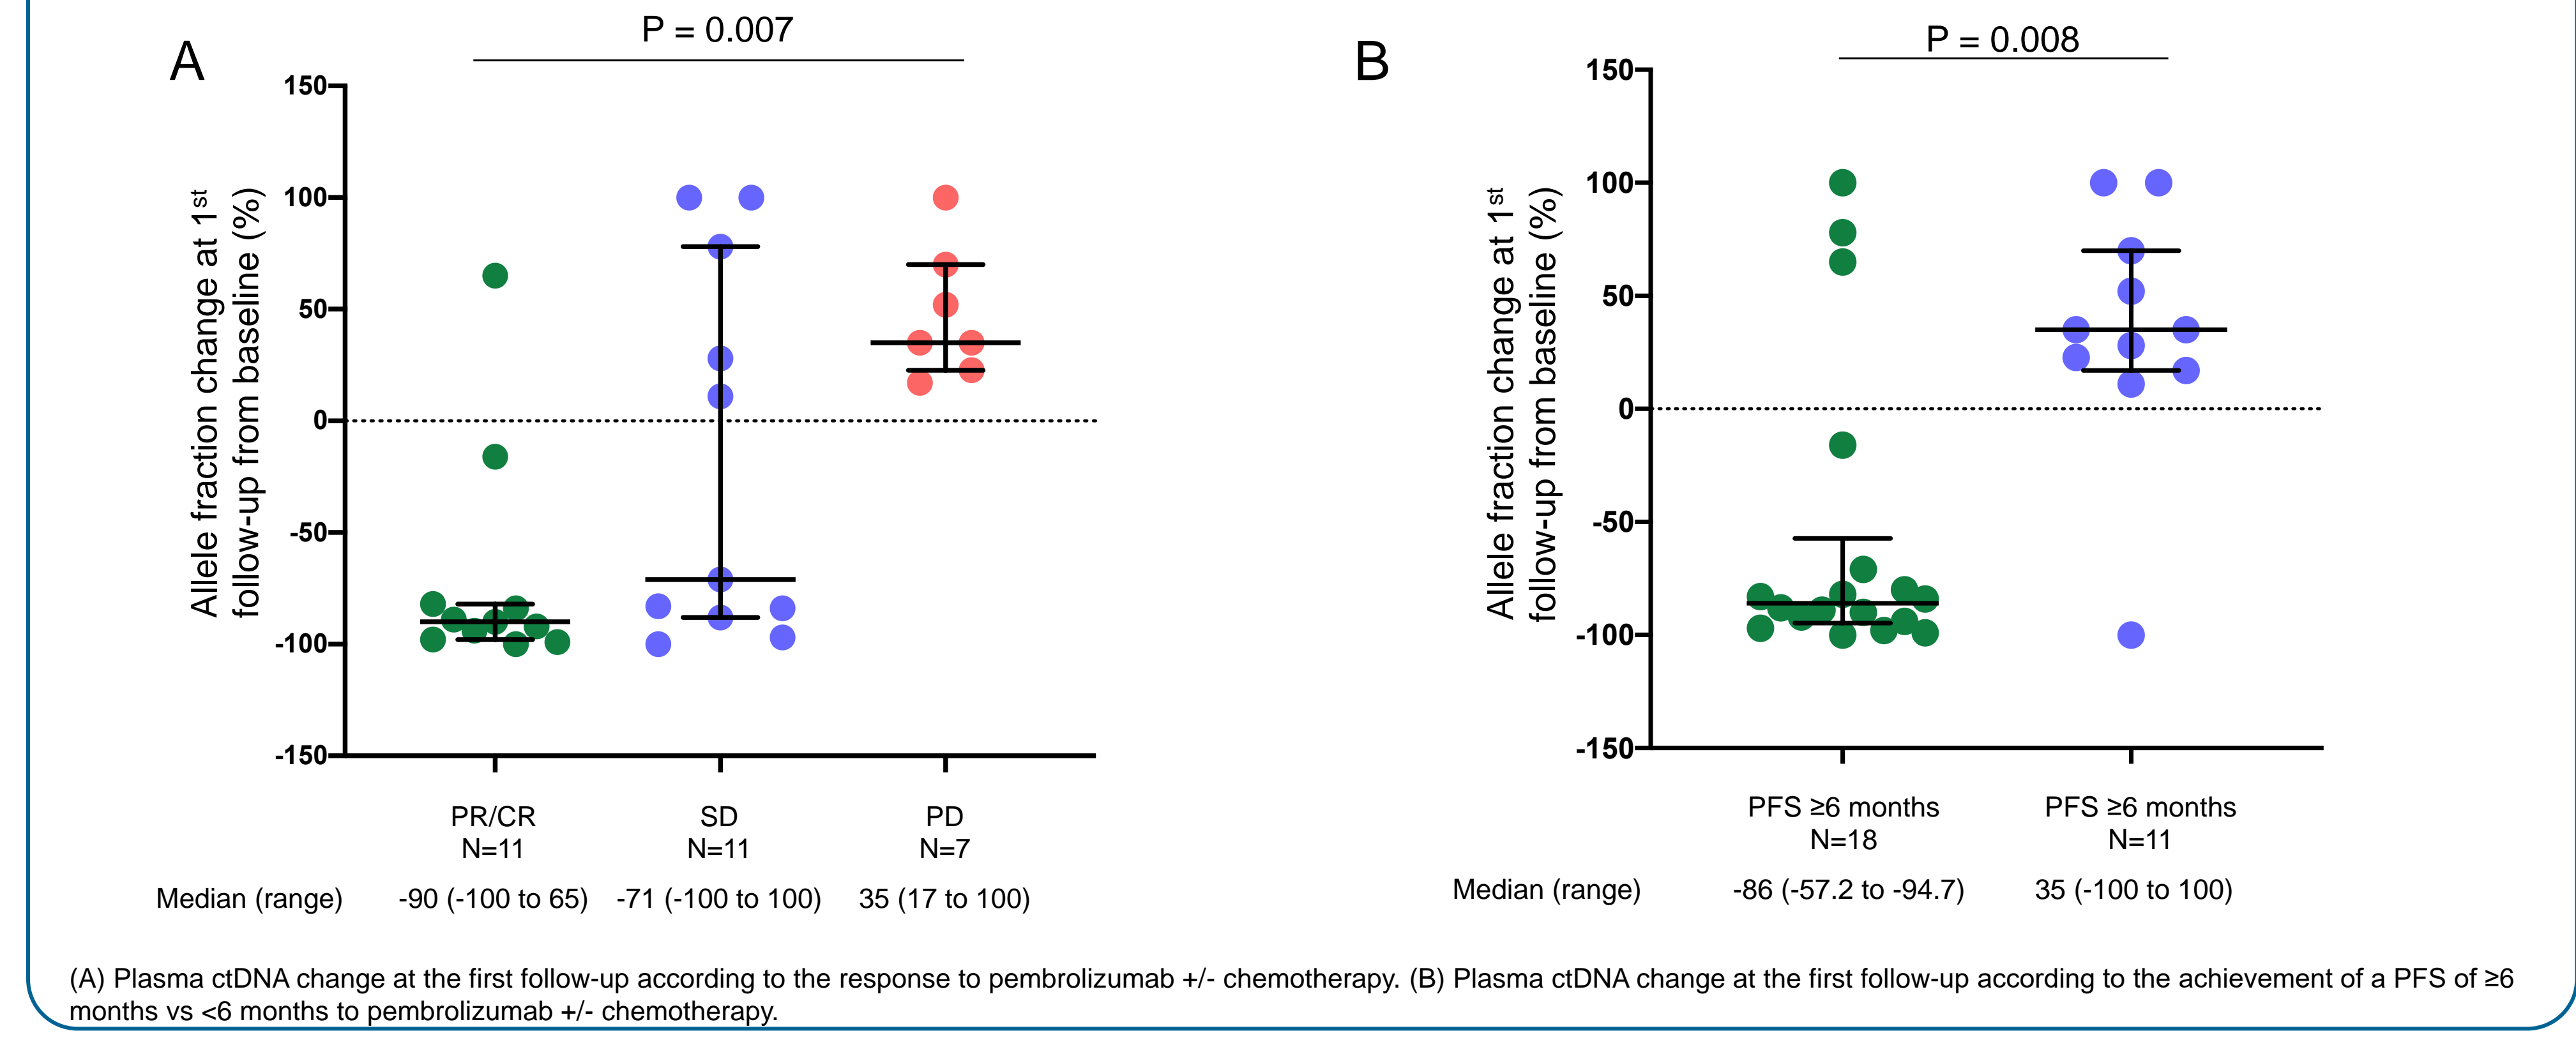 A
P = 0.007
150
100
50
0
-50
-100
-150
Allele fraction change at 1st
follow-up from baseline (%)
PR/CR SD PD
N=11 N=11 N=7
Median (range) -90 (-100 to 65) -71 (-100 to 100) 35 (17 to 100)
B
P = 0.008
150
100
50
0
-50
-100
-150
Allele fraction change at 1st
follow-up from baseline (%)
PFS ≥6 months PFS ≥6 months
N=18 N=11
Median (range) -86 (-57.2 to -94.7) 35 (-100 to 100)
(A) Plasma ctDNA change at the first follow-up according to the response to pembrolizumab +/- chemotherapy. (B) Plasma ctDNA change at the first follow-up according to the achievement of a PFS of ≥6
months vs <6 months to pembrolizumab +/- chemotherapy.